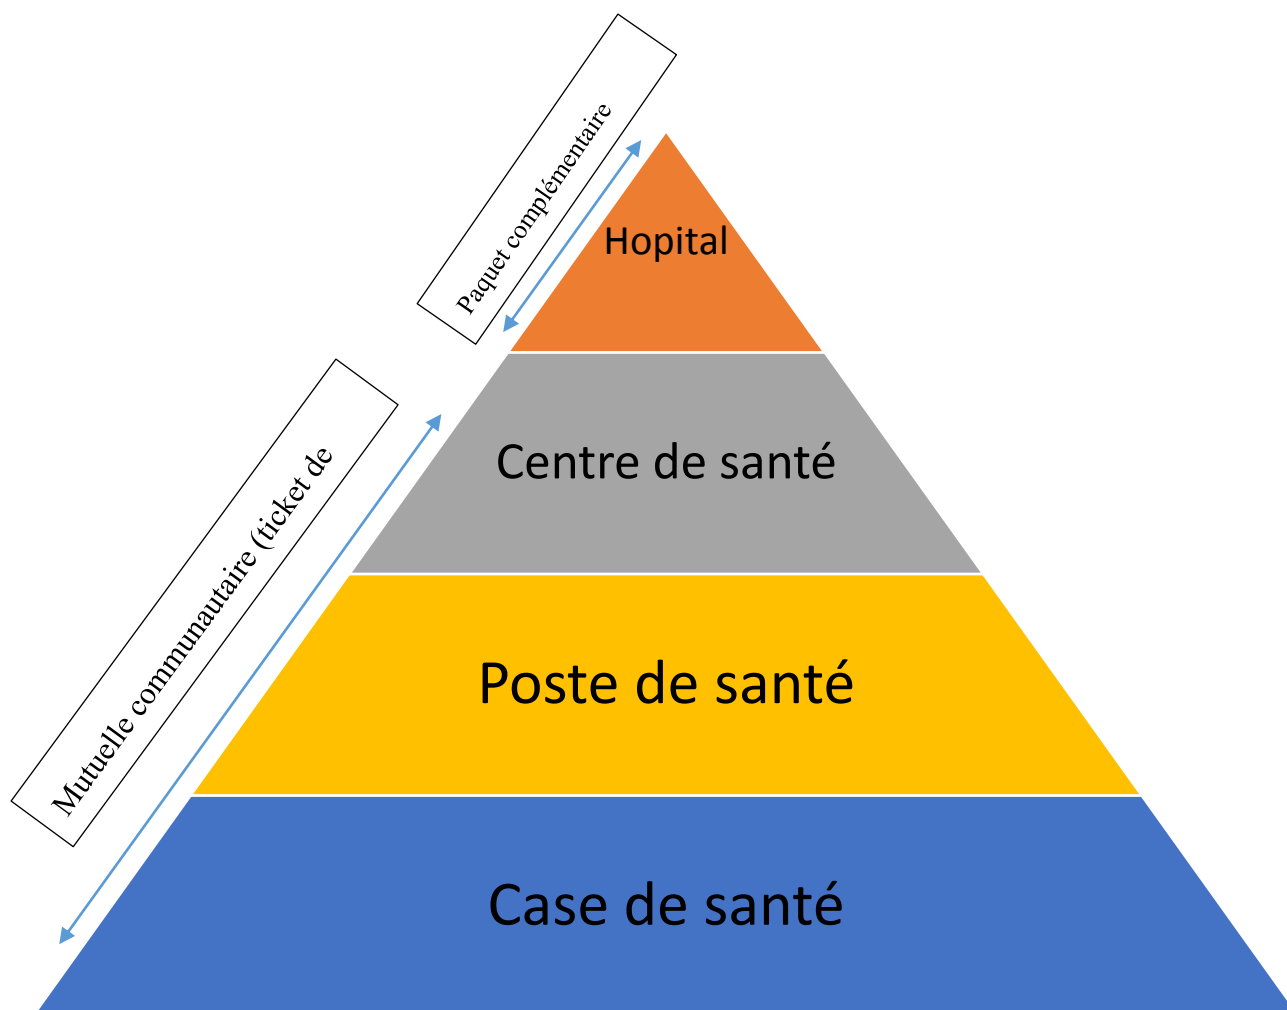 Paquet complémentaire
Hopital
Mutuelle communautaire (ticket de
Centre de santé
Poste de santé
Case de santé